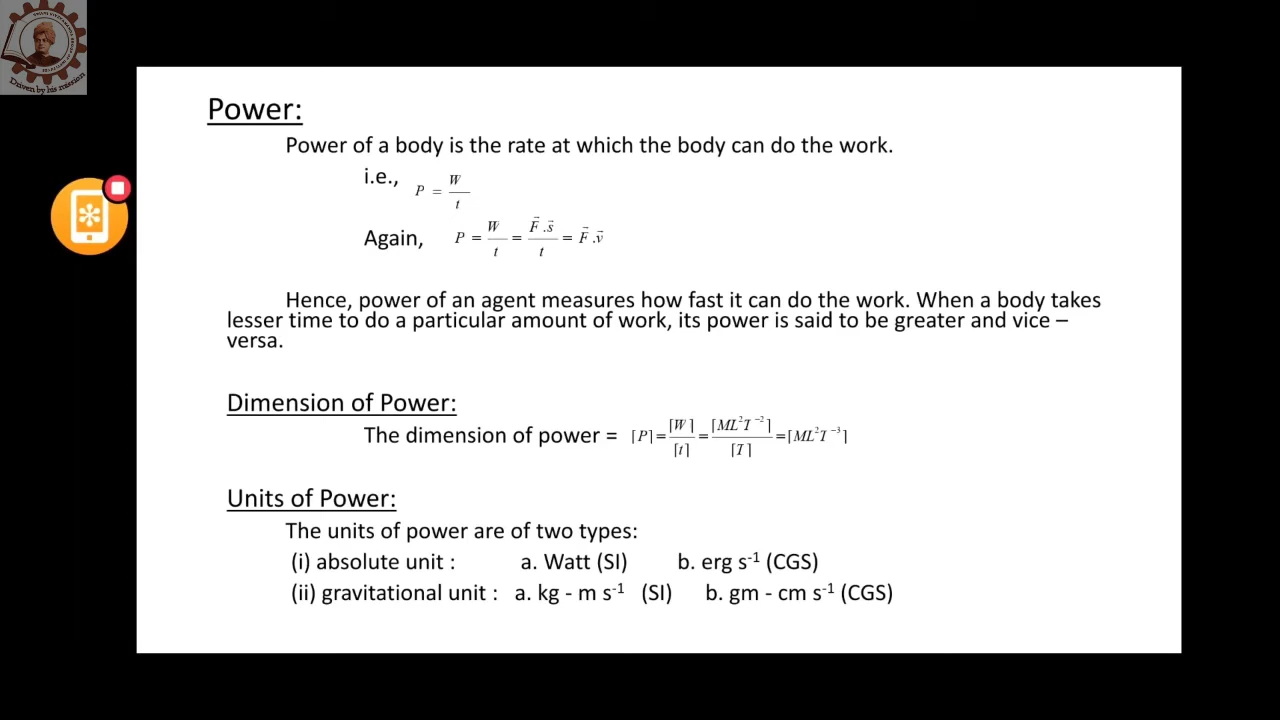 Driven by his mission
Power:
Power of a body is the rate at which the body can do the work.
i.e., P = W/t
Again, P = W/t = F⃗.s⃗/t = F⃗.v⃗
Hence, power of an agent measures how fast it can do the work. When a body takes
lesser time to do a particular amount of work, its power is said to be greater and vice –
versa.
Dimension of Power:
The dimension of power = [P] = [W]/[t] = [ML²T⁻²]/[T] = [ML²T⁻³]
Units of Power:
The units of power are of two types:
(i) absolute unit : a. Watt (SI) b. erg s⁻¹ (CGS)
(ii) gravitational unit : a. kg - m s⁻¹ (SI) b. gm - cm s⁻¹ (CGS)